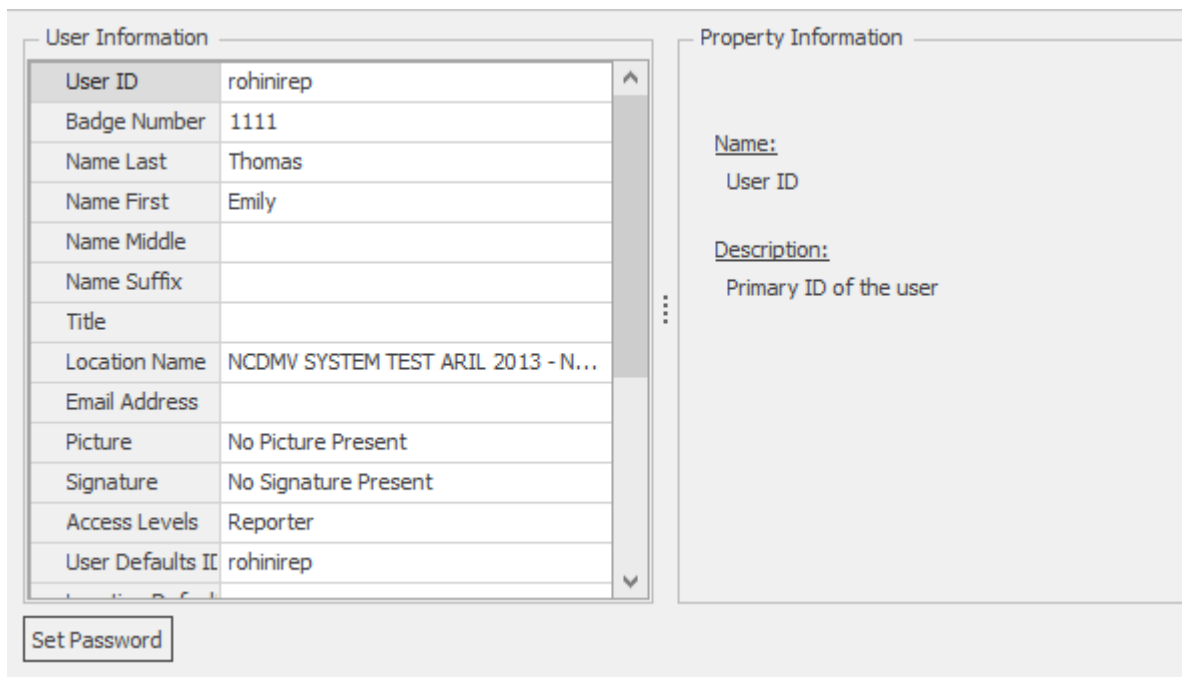 User Information
User ID rohinirep
Badge Number 1111
Name Last Thomas
Name First Emily
Name Middle
Name Suffix
Title
Location Name NCDMV SYSTEM TEST ARIL 2013 - N...
Email Address
Picture No Picture Present
Signature No Signature Present
Access Levels Reporter
User Defaults ID rohinirep
Set Password
Property Information
Name:
User ID
Description:
Primary ID of the user